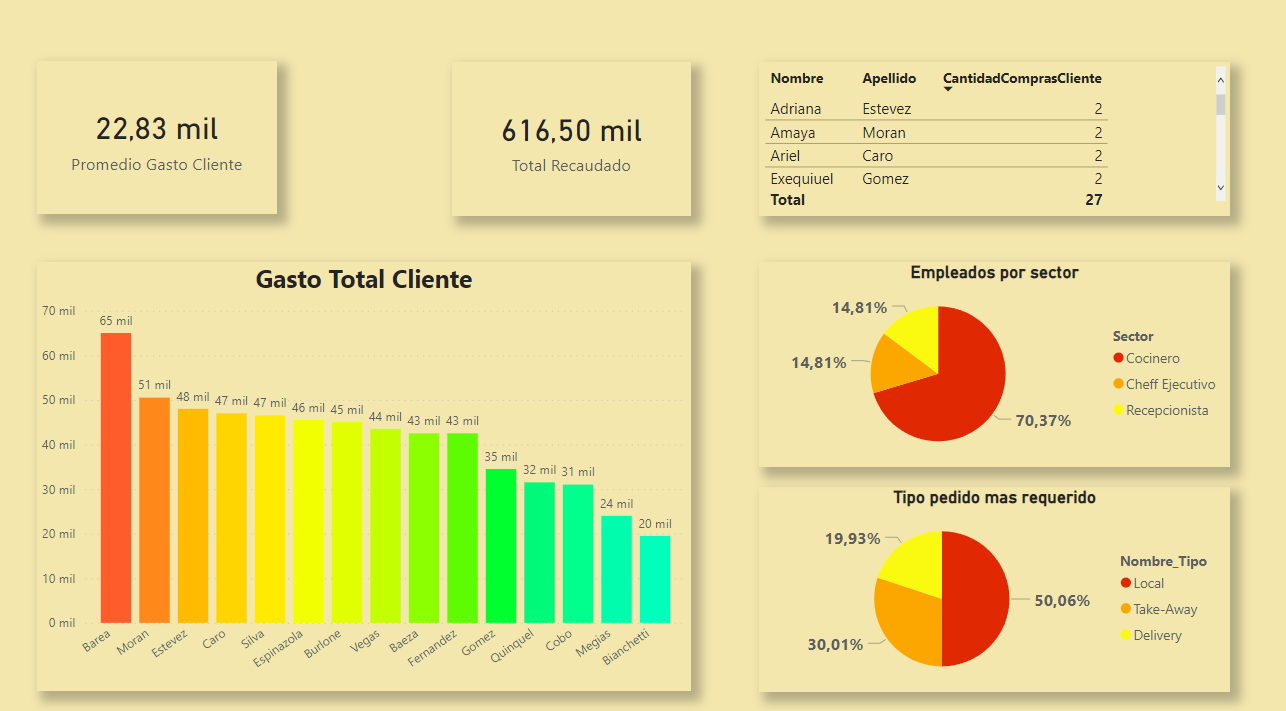 22,83 mil
Promedio Gasto Cliente
616,50 mil
Total Recaudado
Nombre Apellido CantidadComprasCliente
Adriana Estevez 2
Amaya Moran 2
Ariel Caro 2
Exequiuel Gomez 2
Total 27
Gasto Total Cliente
70 mil
60 mil
50 mil
40 mil
30 mil
20 mil
10 mil
0 mil
65 mil
51 mil
48 mil
47 mil
47 mil
46 mil
45 mil
44 mil
43 mil
43 mil
35 mil
32 mil
31 mil
24 mil
20 mil
Barea
Moran
Estevez
Caro
Silva
Espinazola
Burlone
Vegas
Baeza
Fernandez
Gomez
Quinquel
Cobo
Megias
Bianchetti
Empleados por sector
14,81%
14,81%
70,37%
Sector
Cocinero
Cheff Ejecutivo
Recepcionista
Tipo pedido mas requerido
19,93%
50,06%
30,01%
Nombre_Tipo
Local
Take-Away
Delivery